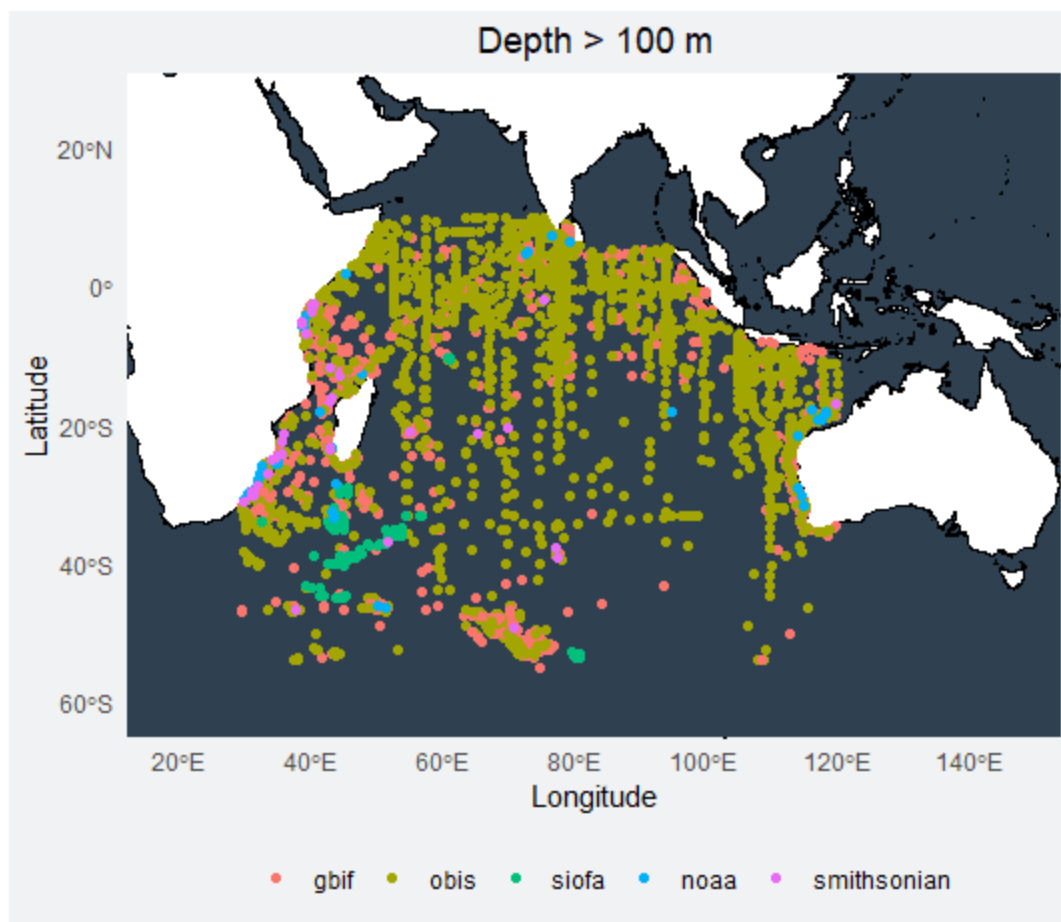 Depth > 100 m
20°N
0°
20°S
40°S
60°S
Latitude
20°E 40°E 60°E 80°E 100°E 120°E 140°E
Longitude
gbif obis siofa noaa smithsonian